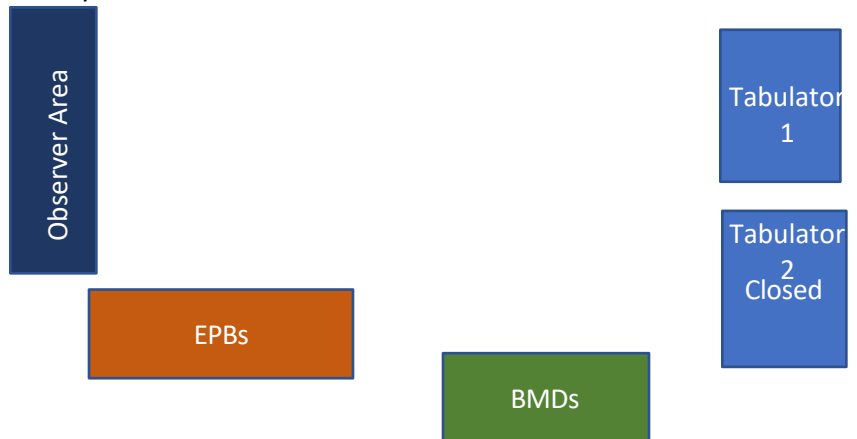 Observer Area
Tabulator
1
Tabulator
2
Closed
EPBs
BMDs